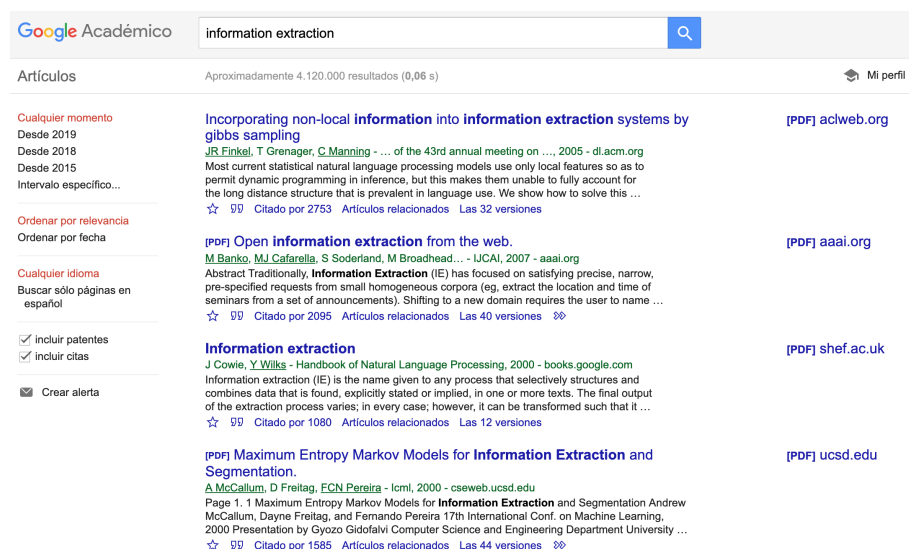 Google Académico
information extraction
Artículos
Aproximadamente 4.120.000 resultados (0,06 s)
Mi perfil
Cualquier momento
Desde 2019
Desde 2018
Desde 2015
Intervalo específico...
Ordenar por relevancia
Ordenar por fecha
Cualquier idioma
Buscar sólo páginas en
español
incluir patentes
incluir citas
Crear alerta
Incorporating non-local information into information extraction systems by
gibbs sampling
JR Finkel, T Grenager, C Manning - … of the 43rd annual meeting on …, 2005 - dl.acm.org
Most current statistical natural language processing models use only local features so as to
permit dynamic programming in inference, but this makes them unable to fully account for
the long distance structure that is prevalent in language use. We show how to solve this …
Citado por 2753 Artículos relacionados Las 32 versiones
[PDF] aclweb.org
[PDF] Open information extraction from the web.
M Banko, MJ Cafarella, S Soderland, M Broadhead… - IJCAI, 2007 - aaai.org
Abstract Traditionally, Information Extraction (IE) has focused on satisfying precise, narrow,
pre-specified requests from small homogeneous corpora (eg, extract the location and time of
seminars from a set of announcements). Shifting to a new domain requires the user to name …
Citado por 2095 Artículos relacionados Las 40 versiones
[PDF] aaai.org
Information extraction
J Cowie, Y Wilks - Handbook of Natural Language Processing, 2000 - books.google.com
Information extraction (IE) is the name given to any process that selectively structures and
combines data that is found, explicitly stated or implied, in one or more texts. The final output
of the extraction process varies; in every case; however, it can be transformed such that it …
Citado por 1080 Artículos relacionados Las 12 versiones
[PDF] shef.ac.uk
[PDF] Maximum Entropy Markov Models for Information Extraction and
Segmentation.
A McCallum, D Freitag, FCN Pereira - Icml, 2000 - cseweb.ucsd.edu
Page 1. 1 Maximum Entropy Markov Models for Information Extraction and Segmentation Andrew
McCallum, Dayne Freitag, and Fernando Pereira 17th International Conf. on Machine Learning,
2000 Presentation by Gyozo Gidofalvi Computer Science and Engineering Department University …
Citado por 1585 Artículos relacionados Las 44 versiones
[PDF] ucsd.edu